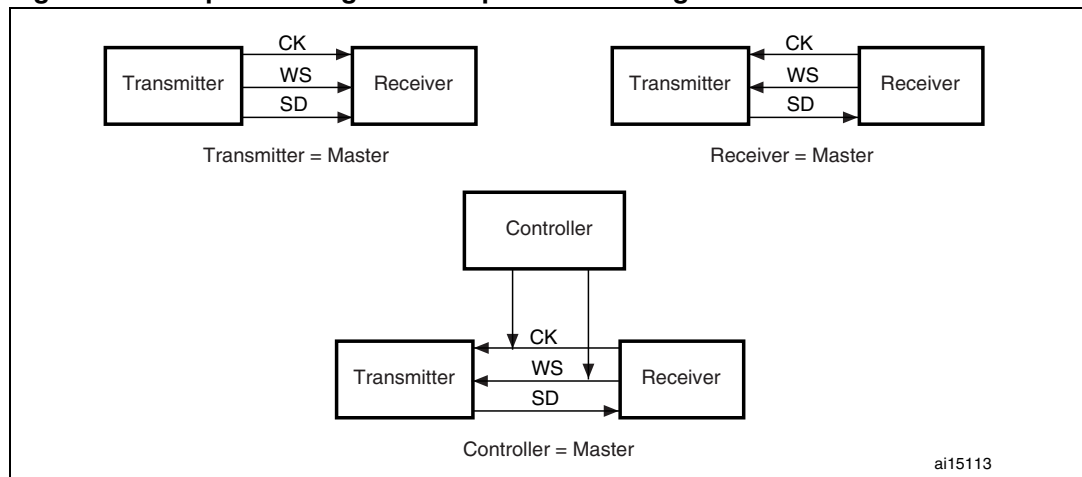 CK
Transmitter
WS
Receiver
SD
Transmitter = Master
CK
Transmitter
WS
Receiver
SD
Receiver = Master
Controller
CK
Transmitter
WS
Receiver
SD
Controller = Master
ai15113